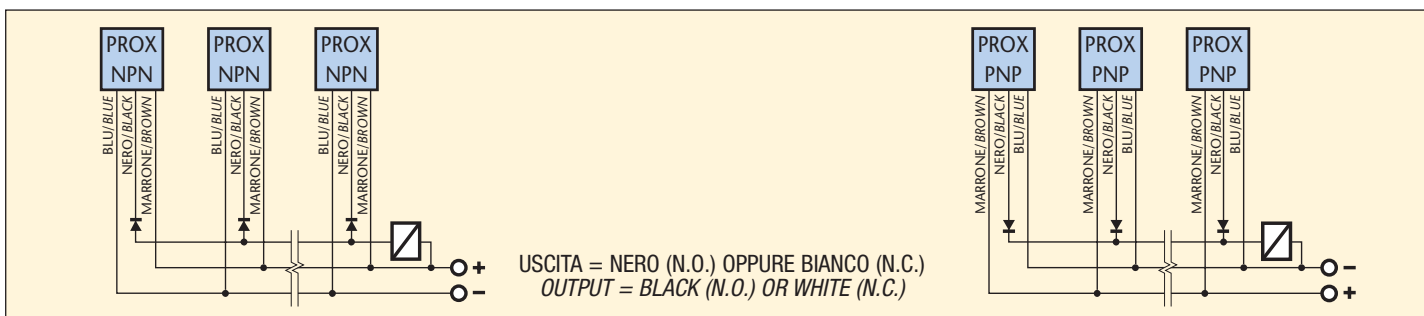 PROX
NPN
PROX
NPN
PROX
NPN
BLU/BLUE
NERO/BLACK
MARRONE/BROWN
BLU/BLUE
NERO/BLACK
MARRONE/BROWN
BLU/BLUE
NERO/BLACK
MARRONE/BROWN
+
−
USCITA = NERO (N.O.) OPPURE BIANCO (N.C.)
OUTPUT = BLACK (N.O.) OR WHITE (N.C.)
PROX
PNP
PROX
PNP
PROX
PNP
MARRONE/BROWN
NERO/BLACK
BLU/BLUE
MARRONE/BROWN
NERO/BLACK
BLU/BLUE
MARRONE/BROWN
NERO/BLACK
BLU/BLUE
−
+